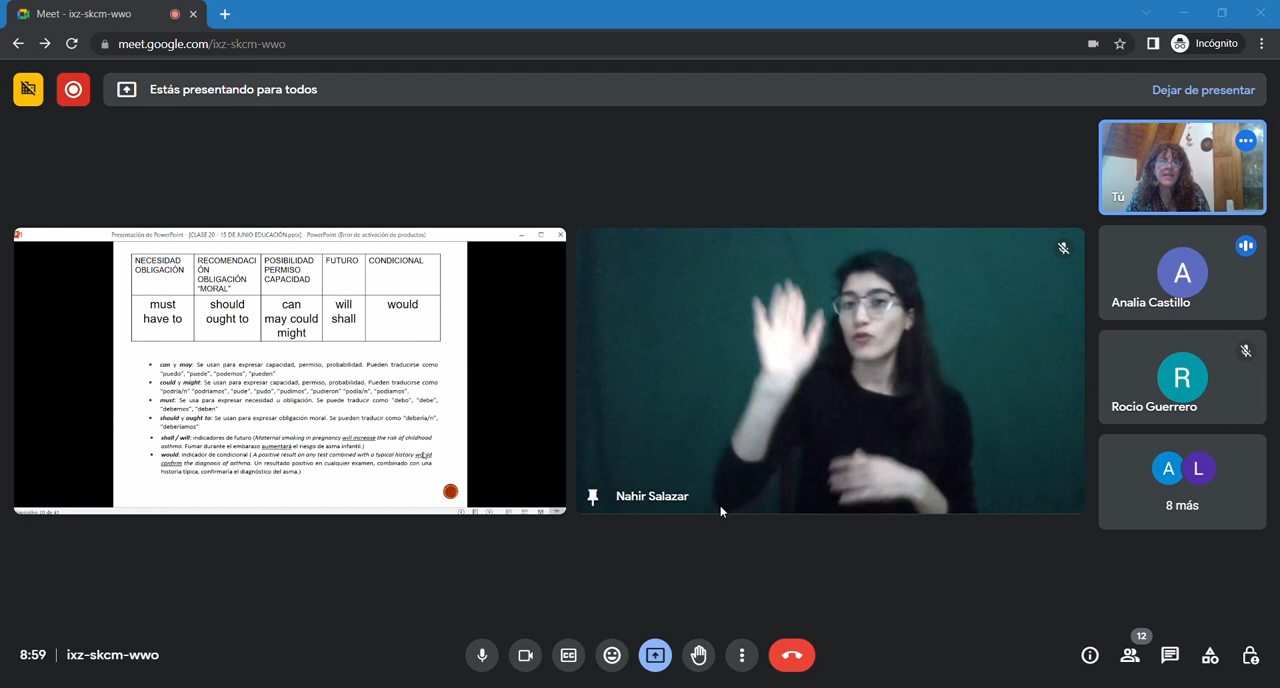 Meet - ixz-skcm-wwo
meet.google.com/ixz-skcm-wwo
Incógnito
Estás presentando para todos
Dejar de presentar
Tú
Presentación de PowerPoint - [CLASE 20 - 15 DE JUNIO EDUCACIÓN.pptx] - PowerPoint (Error de activación de productos)
NECESIDAD OBLIGACIÓN
RECOMENDACI ÓN OBLIGACIÓN "MORAL"
POSIBILIDAD PERMISO CAPACIDAD
FUTURO
CONDICIONAL
must have to
should ought to
can may could might
will shall
would
• can y may: Se usan para expresar capacidad, permiso, probabilidad. Pueden traducirse como
"puedo", "puede", "podemos", "pueden"
• could y might: Se usan para expresar capacidad, permiso, probabilidad. Pueden traducirse como
"podría/n" "podríamos", "pude", "pudo", "pudimos", "pudieron" "podía/n", "podíamos".
• must: Se usa para expresar necesidad u obligación. Se puede traducir como "debo", "debe",
"debemos", "deben"
• should y ought to: Se usan para expresar obligación moral. Se pueden traducir como "debería/n",
"deberíamos"
• shall / will: indicadores de futuro (Maternal smoking in pregnancy will increase the risk of childhood
asthma. Fumar durante el embarazo aumentará el riesgo de asma infantil.)
• would: indicador de condicional ( A positive result on any test combined with a typical history would
confirm the diagnosis of asthma. Un resultado positivo en cualquier examen, combinado con una
historia típica, confirmaría el diagnóstico del asma.)
Nahir Salazar
A
Analia Castillo
R
Rocio Guerrero
A L
8 más
8:59 | ixz-skcm-wwo
12